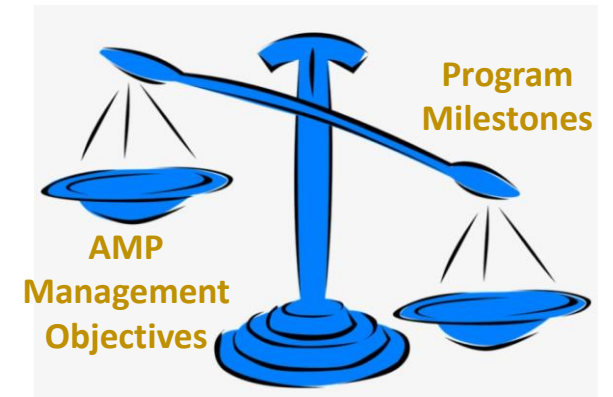 Program
Milestones
AMP
Management
Objectives